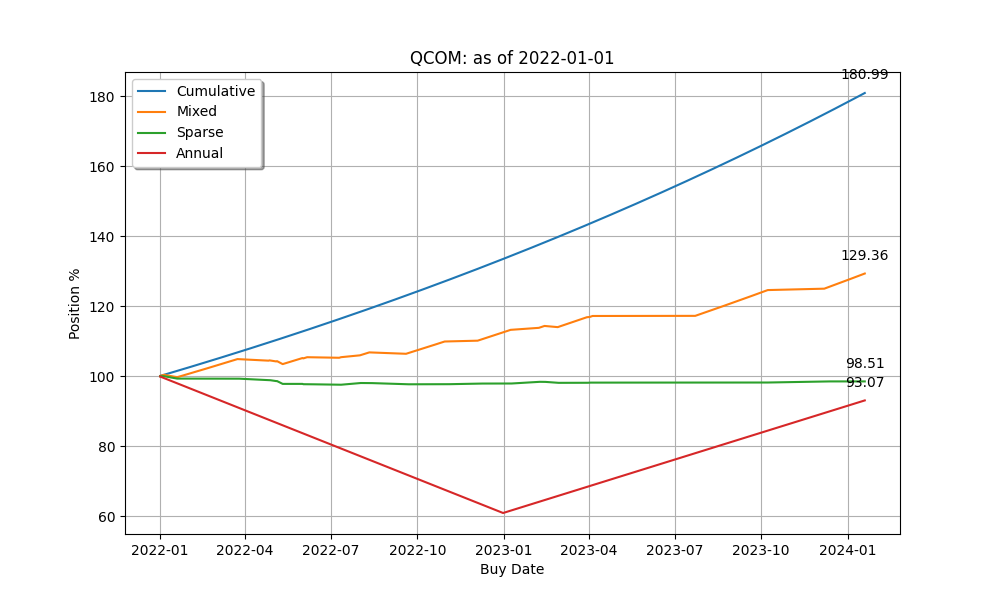 QCOM: as of 2022-01-01
180.99
180
Cumulative
Mixed
Sparse
Annual
160
140
129.36
120
100
98.51
93.07
80
60
Position %
2022-01 2022-04 2022-07 2022-10 2023-01 2023-04 2023-07 2023-10 2024-01
Buy Date